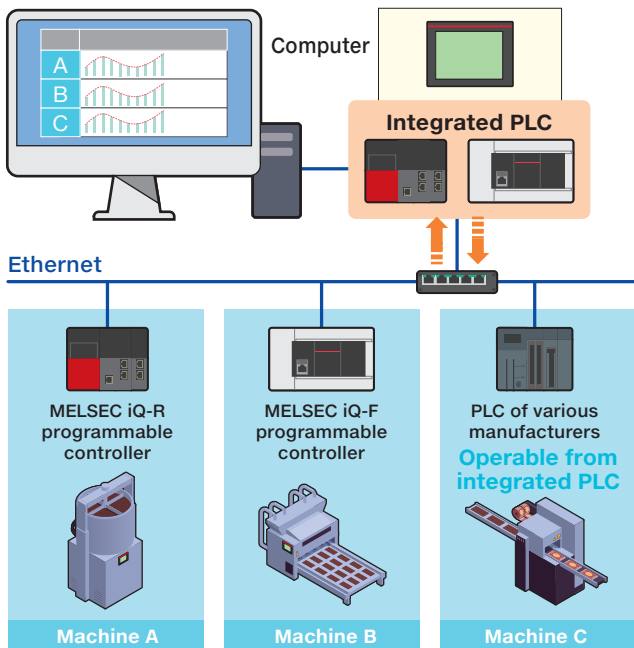 Computer
A
B
C
Integrated PLC
Ethernet
MELSEC iQ-R
programmable
controller
MELSEC iQ-F
programmable
controller
PLC of various
manufacturers
Operable from
integrated PLC
Machine A
Machine B
Machine C